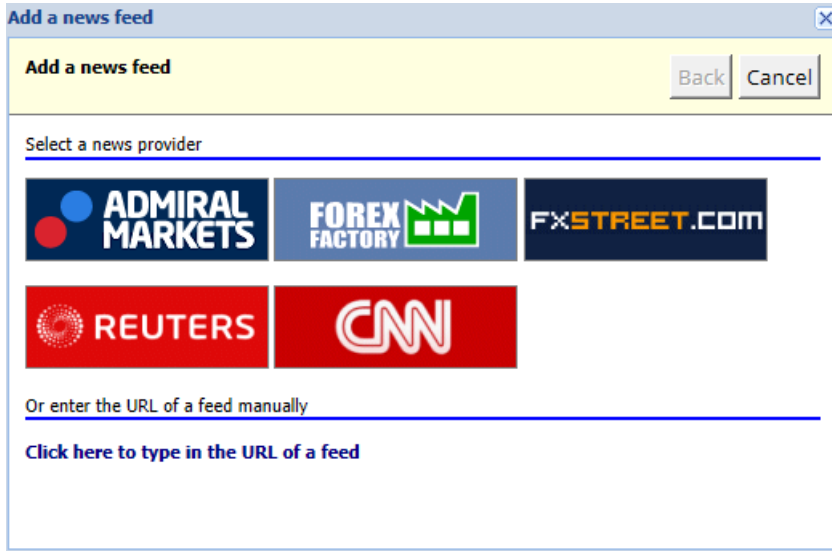 Add a news feed
Add a news feed
Back Cancel
Select a news provider
ADMIRAL
MARKETS
FOREX
FACTORY
FXSTREET.COM
REUTERS
CNN
Or enter the URL of a feed manually
Click here to type in the URL of a feed